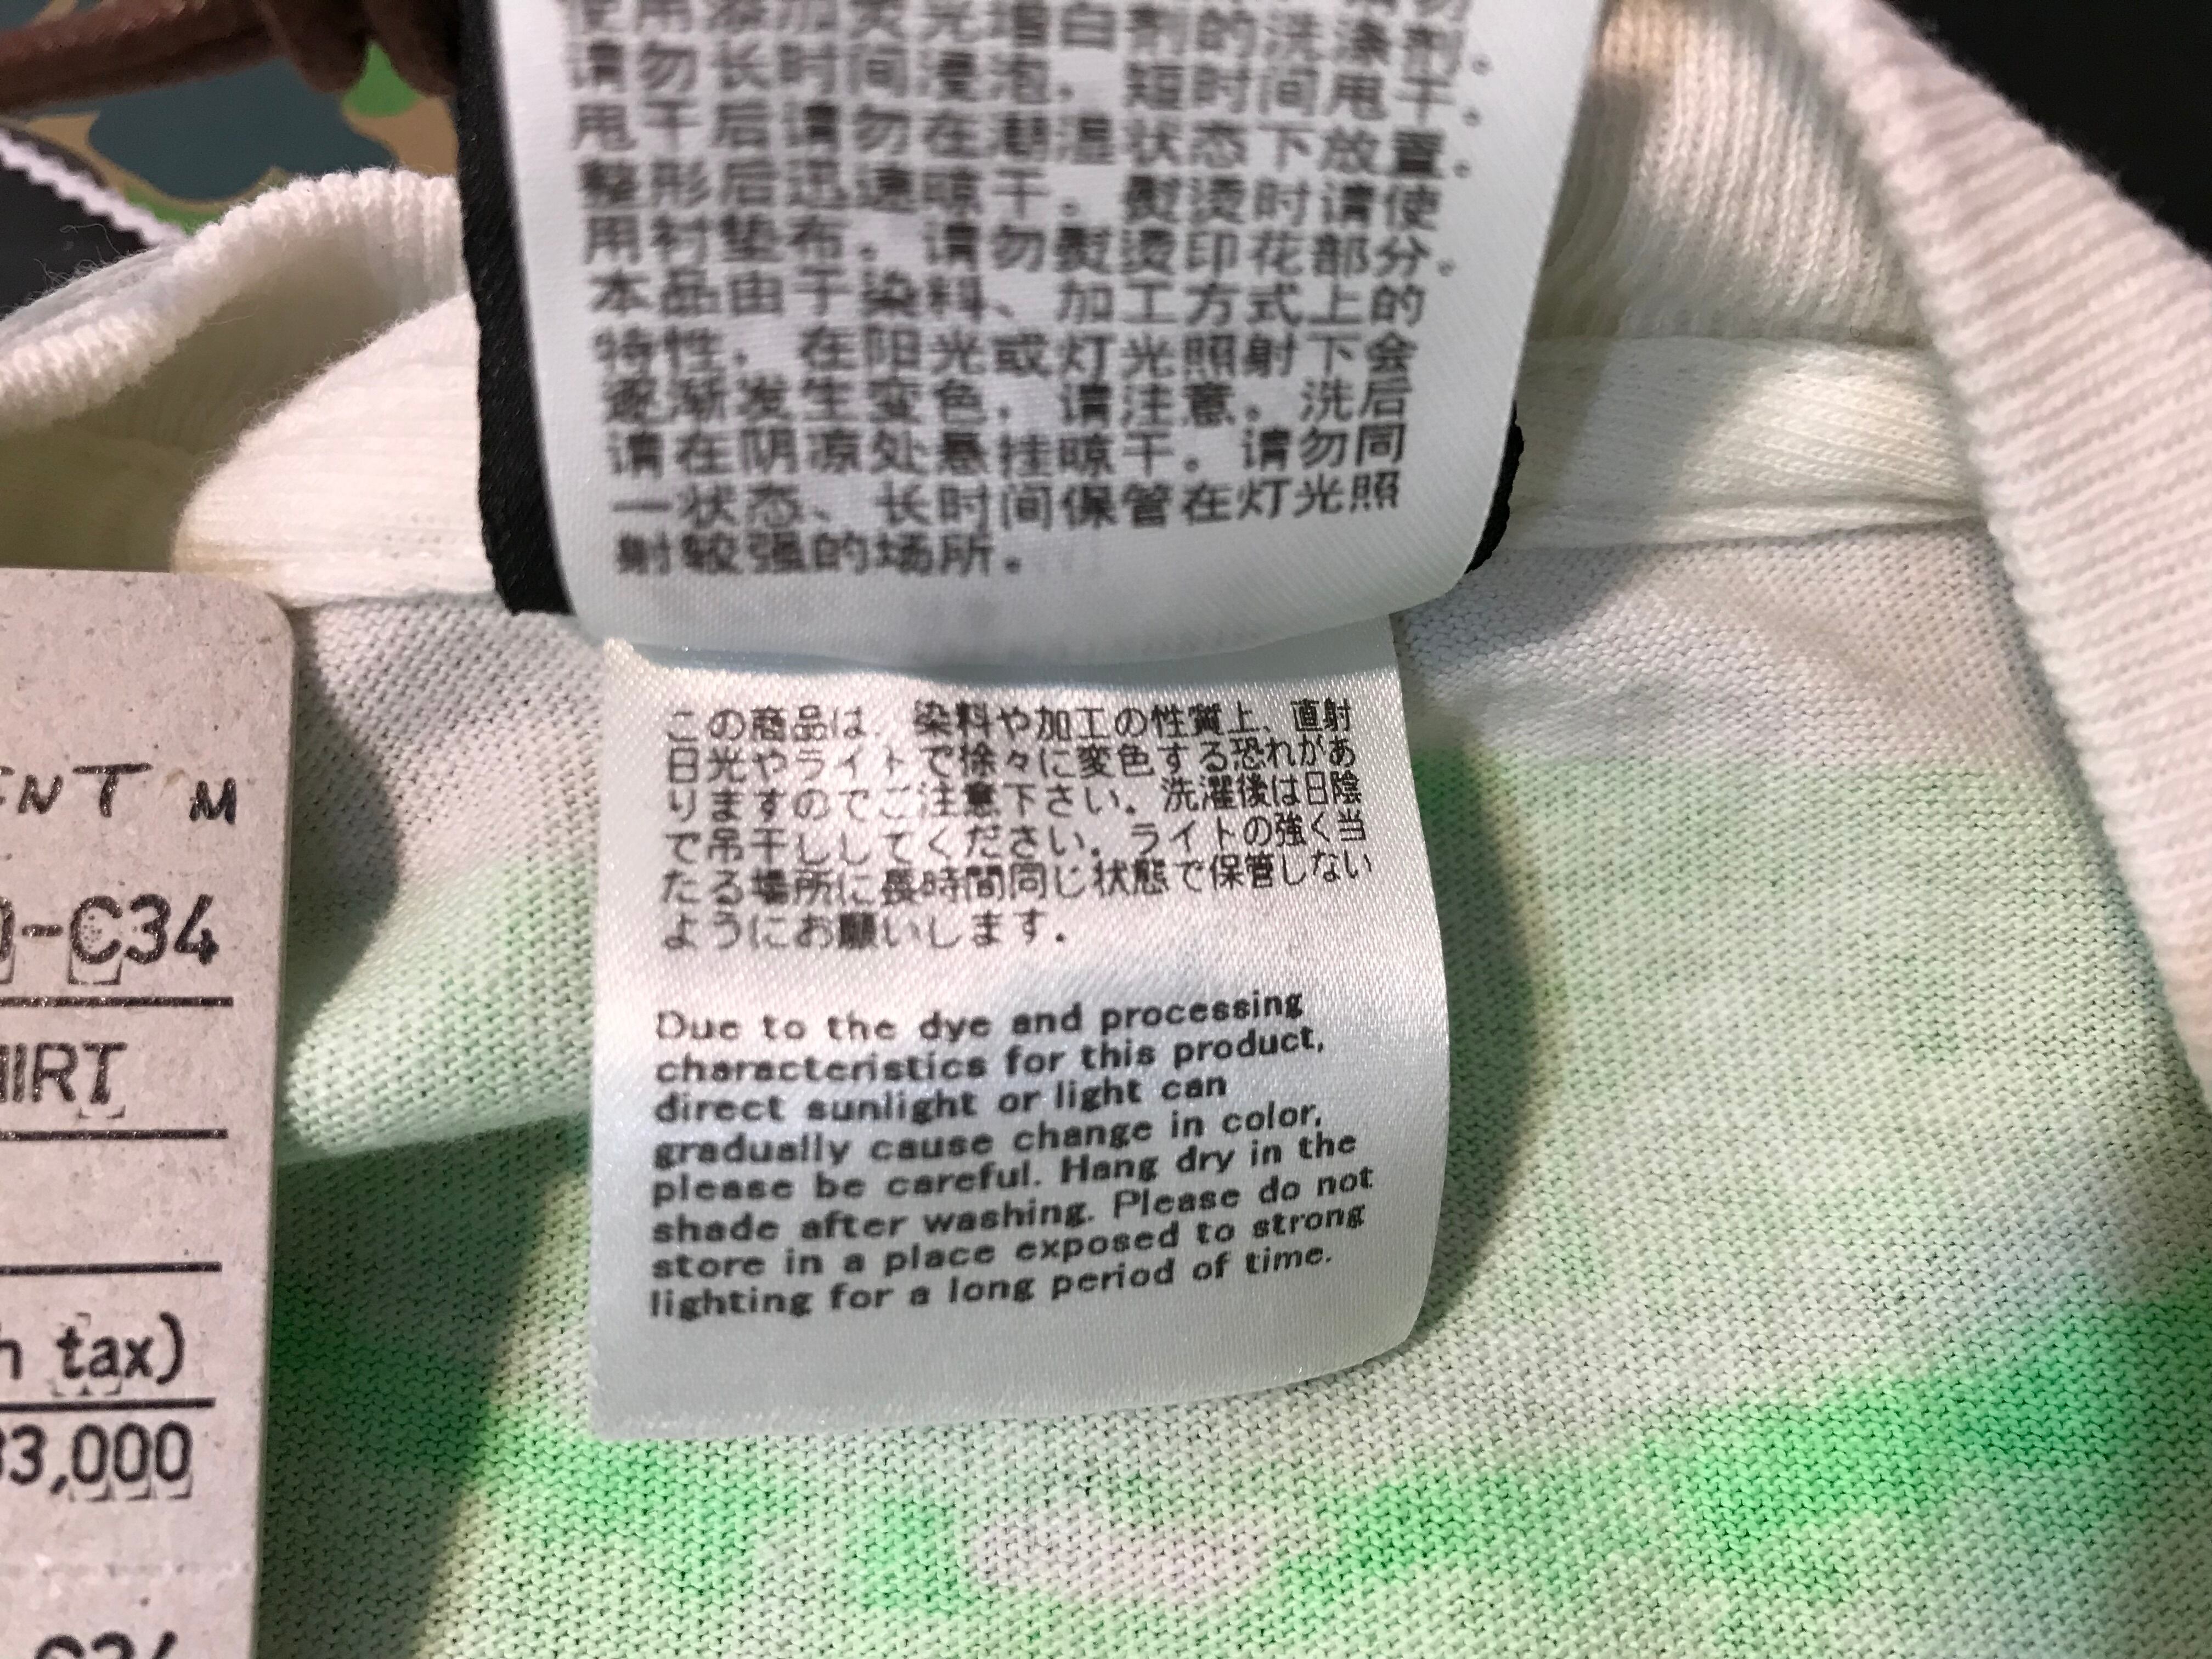 请勿长时间浸泡，短时间甩干。
甩干后请勿在潮湿状态下放置。
整形后迅速晾干。熨烫时请使
用衬垫布。请勿熨烫印花部分。
本品由于染料、加工方式上的
特性，在阳光或灯光照射下会
逐渐发生变色，请注意。洗后
请在阴凉处悬挂晾干。请勿同
一状态、长时间保管在灯光照
射较强的场所。
この商品は、染料や加工の性質上、直射
日光やライトで徐々に変色する恐れがあ
りますのでご注意下さい。洗濯後は日陰
で吊干ししてください。ライトの強く当
たる場所に長時間同じ状態で保管しない
ようにお願いします。
Due to the dye and processing
characteristics for this product,
direct sunlight or light can
gradually cause change in color,
please be careful. Hang dry in the
shade after washing. Please do not
store in a place exposed to strong
lighting for a long period of time.
ENT M
-C34
HIRT
h tax)
33,000
C34